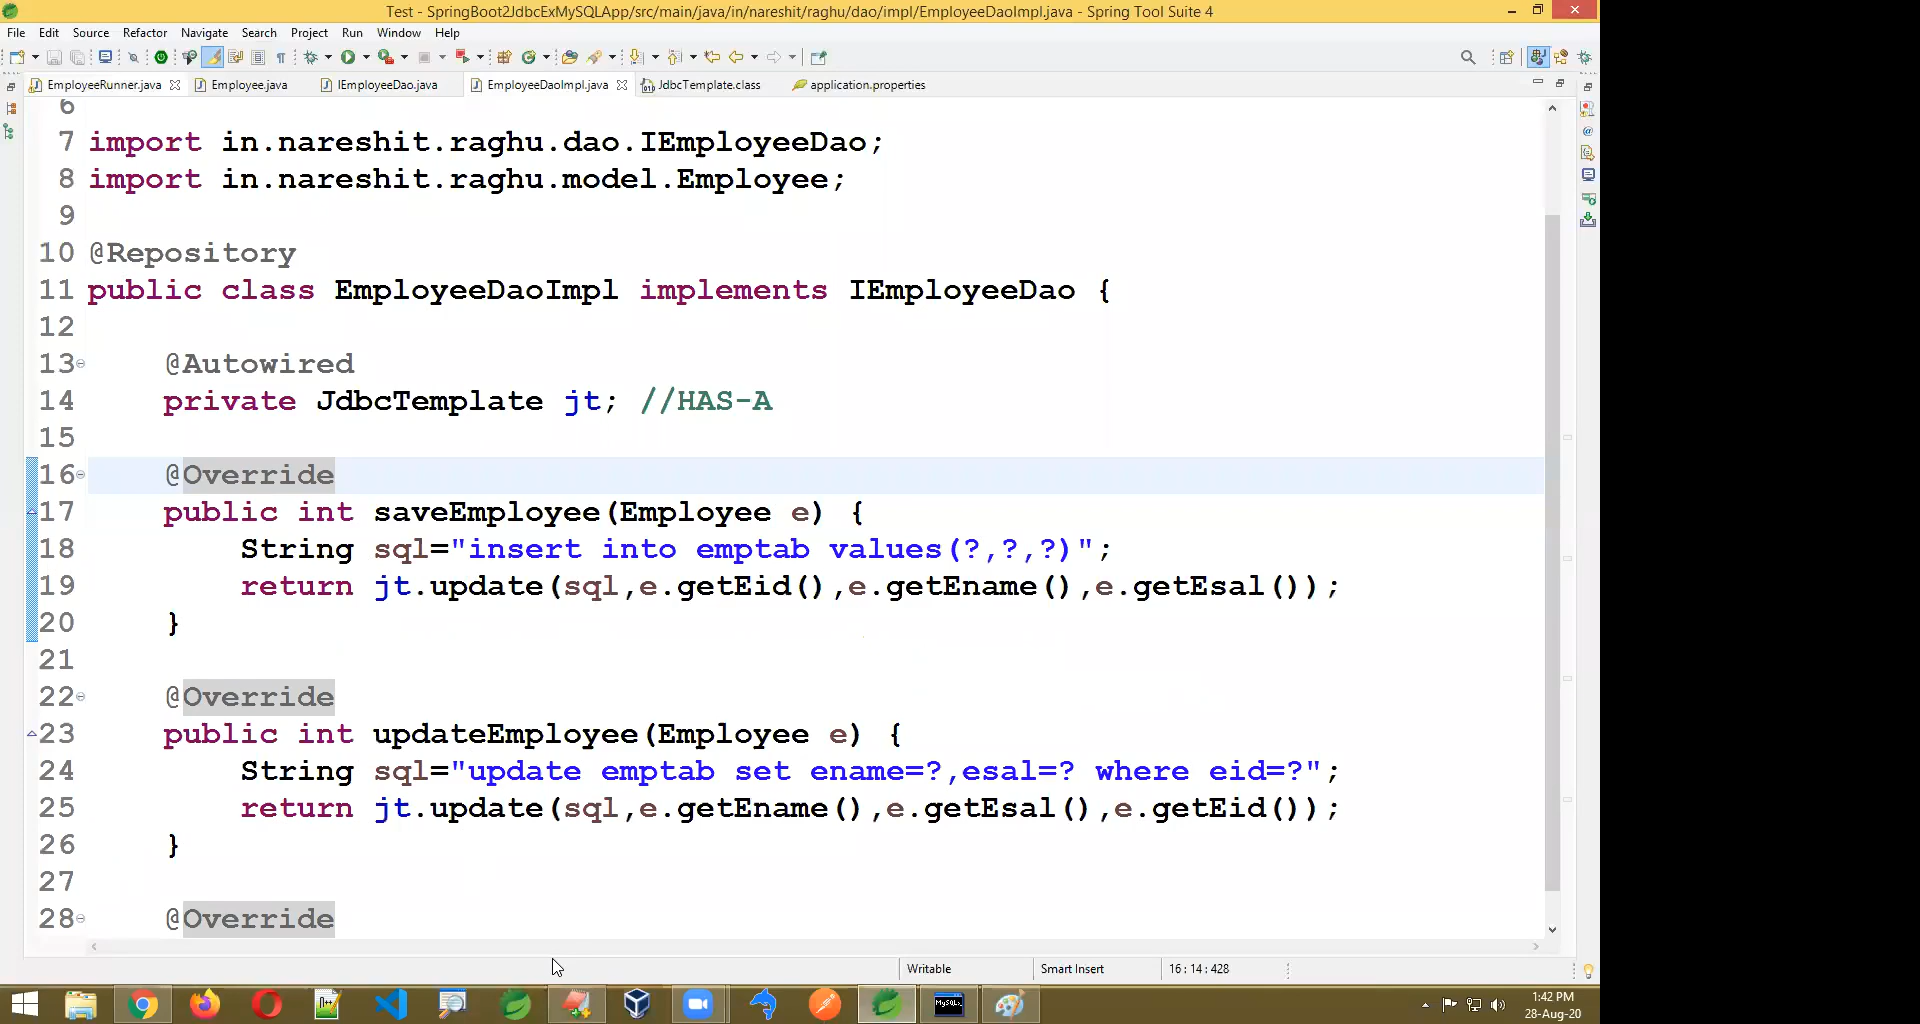 Test - SpringBoot2JdbcExMySQLApp/src/main/java/in/nareshit/raghu/dao/impl/EmployeeDaoImpl.java - Spring Tool Suite 4
File Edit Source Refactor Navigate Search Project Run Window Help
EmployeeRunner.java Employee.java IEmployeeDao.java EmployeeDaoImpl.java JdbcTemplate.class application.properties
6
7 import in.nareshit.raghu.dao.IEmployeeDao;
8 import in.nareshit.raghu.model.Employee;
9
10 @Repository
11 public class EmployeeDaoImpl implements IEmployeeDao {
12
13 @Autowired
14 private JdbcTemplate jt; //HAS-A
15
16 @Override
17 public int saveEmployee(Employee e) {
18 String sql="insert into emptab values(?,?,?)";
19 return jt.update(sql,e.getEid(),e.getEname(),e.getEsal());
20 }
21
22 @Override
23 public int updateEmployee(Employee e) {
24 String sql="update emptab set ename=?,esal=? where eid=?";
25 return jt.update(sql,e.getEname(),e.getEsal(),e.getEid());
26 }
27
28 @Override
Writable Smart Insert 16 : 14 : 428
1:42 PM
28-Aug-20